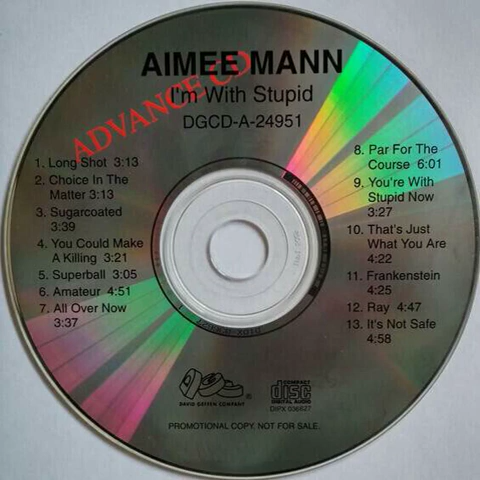 AIMEE MANN
ADVANCE CD
I'm With Stupid
DGCD-A-24951
1. Long Shot 3:13
2. Choice In The
Matter 3:13
3. Sugarcoated
3:39
4. You Could Make
A Killing 3:21
5. Superball 3:05
6. Amateur 4:51
7. All Over Now
3:37
8. Par For The
Course 6:01
9. You're With
Stupid Now
3:27
10. That's Just
What You Are
4:22
11. Frankenstein
4:25
12. Ray 4:47
13. It's Not Safe
4:58
DAVID GEFFEN COMPANY
®
COMPACT
disc
DIGITAL AUDIO
PROMOTIONAL COPY. NOT FOR SALE.